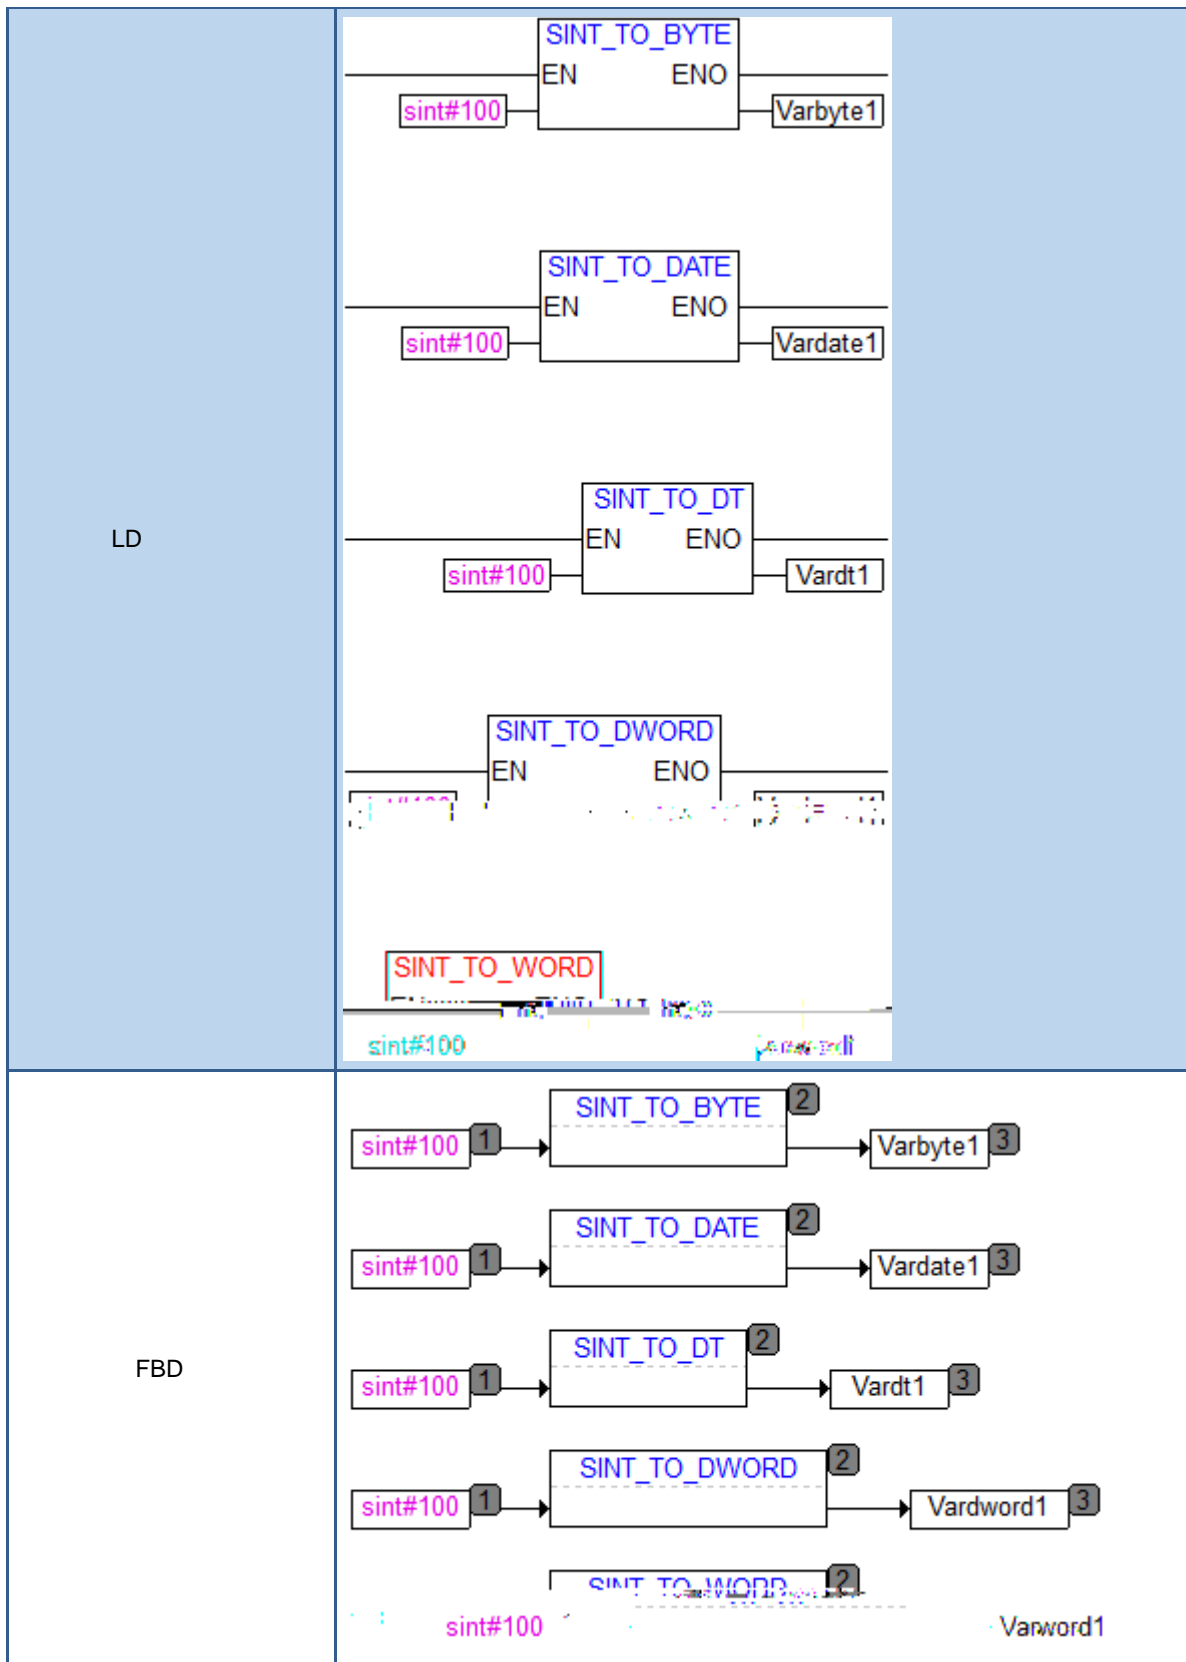 LD
SINT_TO_BYTE
EN ENO
sint#100 Varbyte1
SINT_TO_DATE
EN ENO
sint#100 Vardate1
SINT_TO_DT
EN ENO
sint#100 Vardt1
SINT_TO_DWORD
EN ENO
SINT_TO_WORD
sint#100
FBD
SINT_TO_BYTE 2
sint#100 1 Varbyte1 3
SINT_TO_DATE 2
sint#100 1 Vardate1 3
SINT_TO_DT 2
sint#100 1 Vardt1 3
SINT_TO_DWORD 2
sint#100 1 Vardword1 3
SINT_TO_WORD 2
sint#100 Varword1